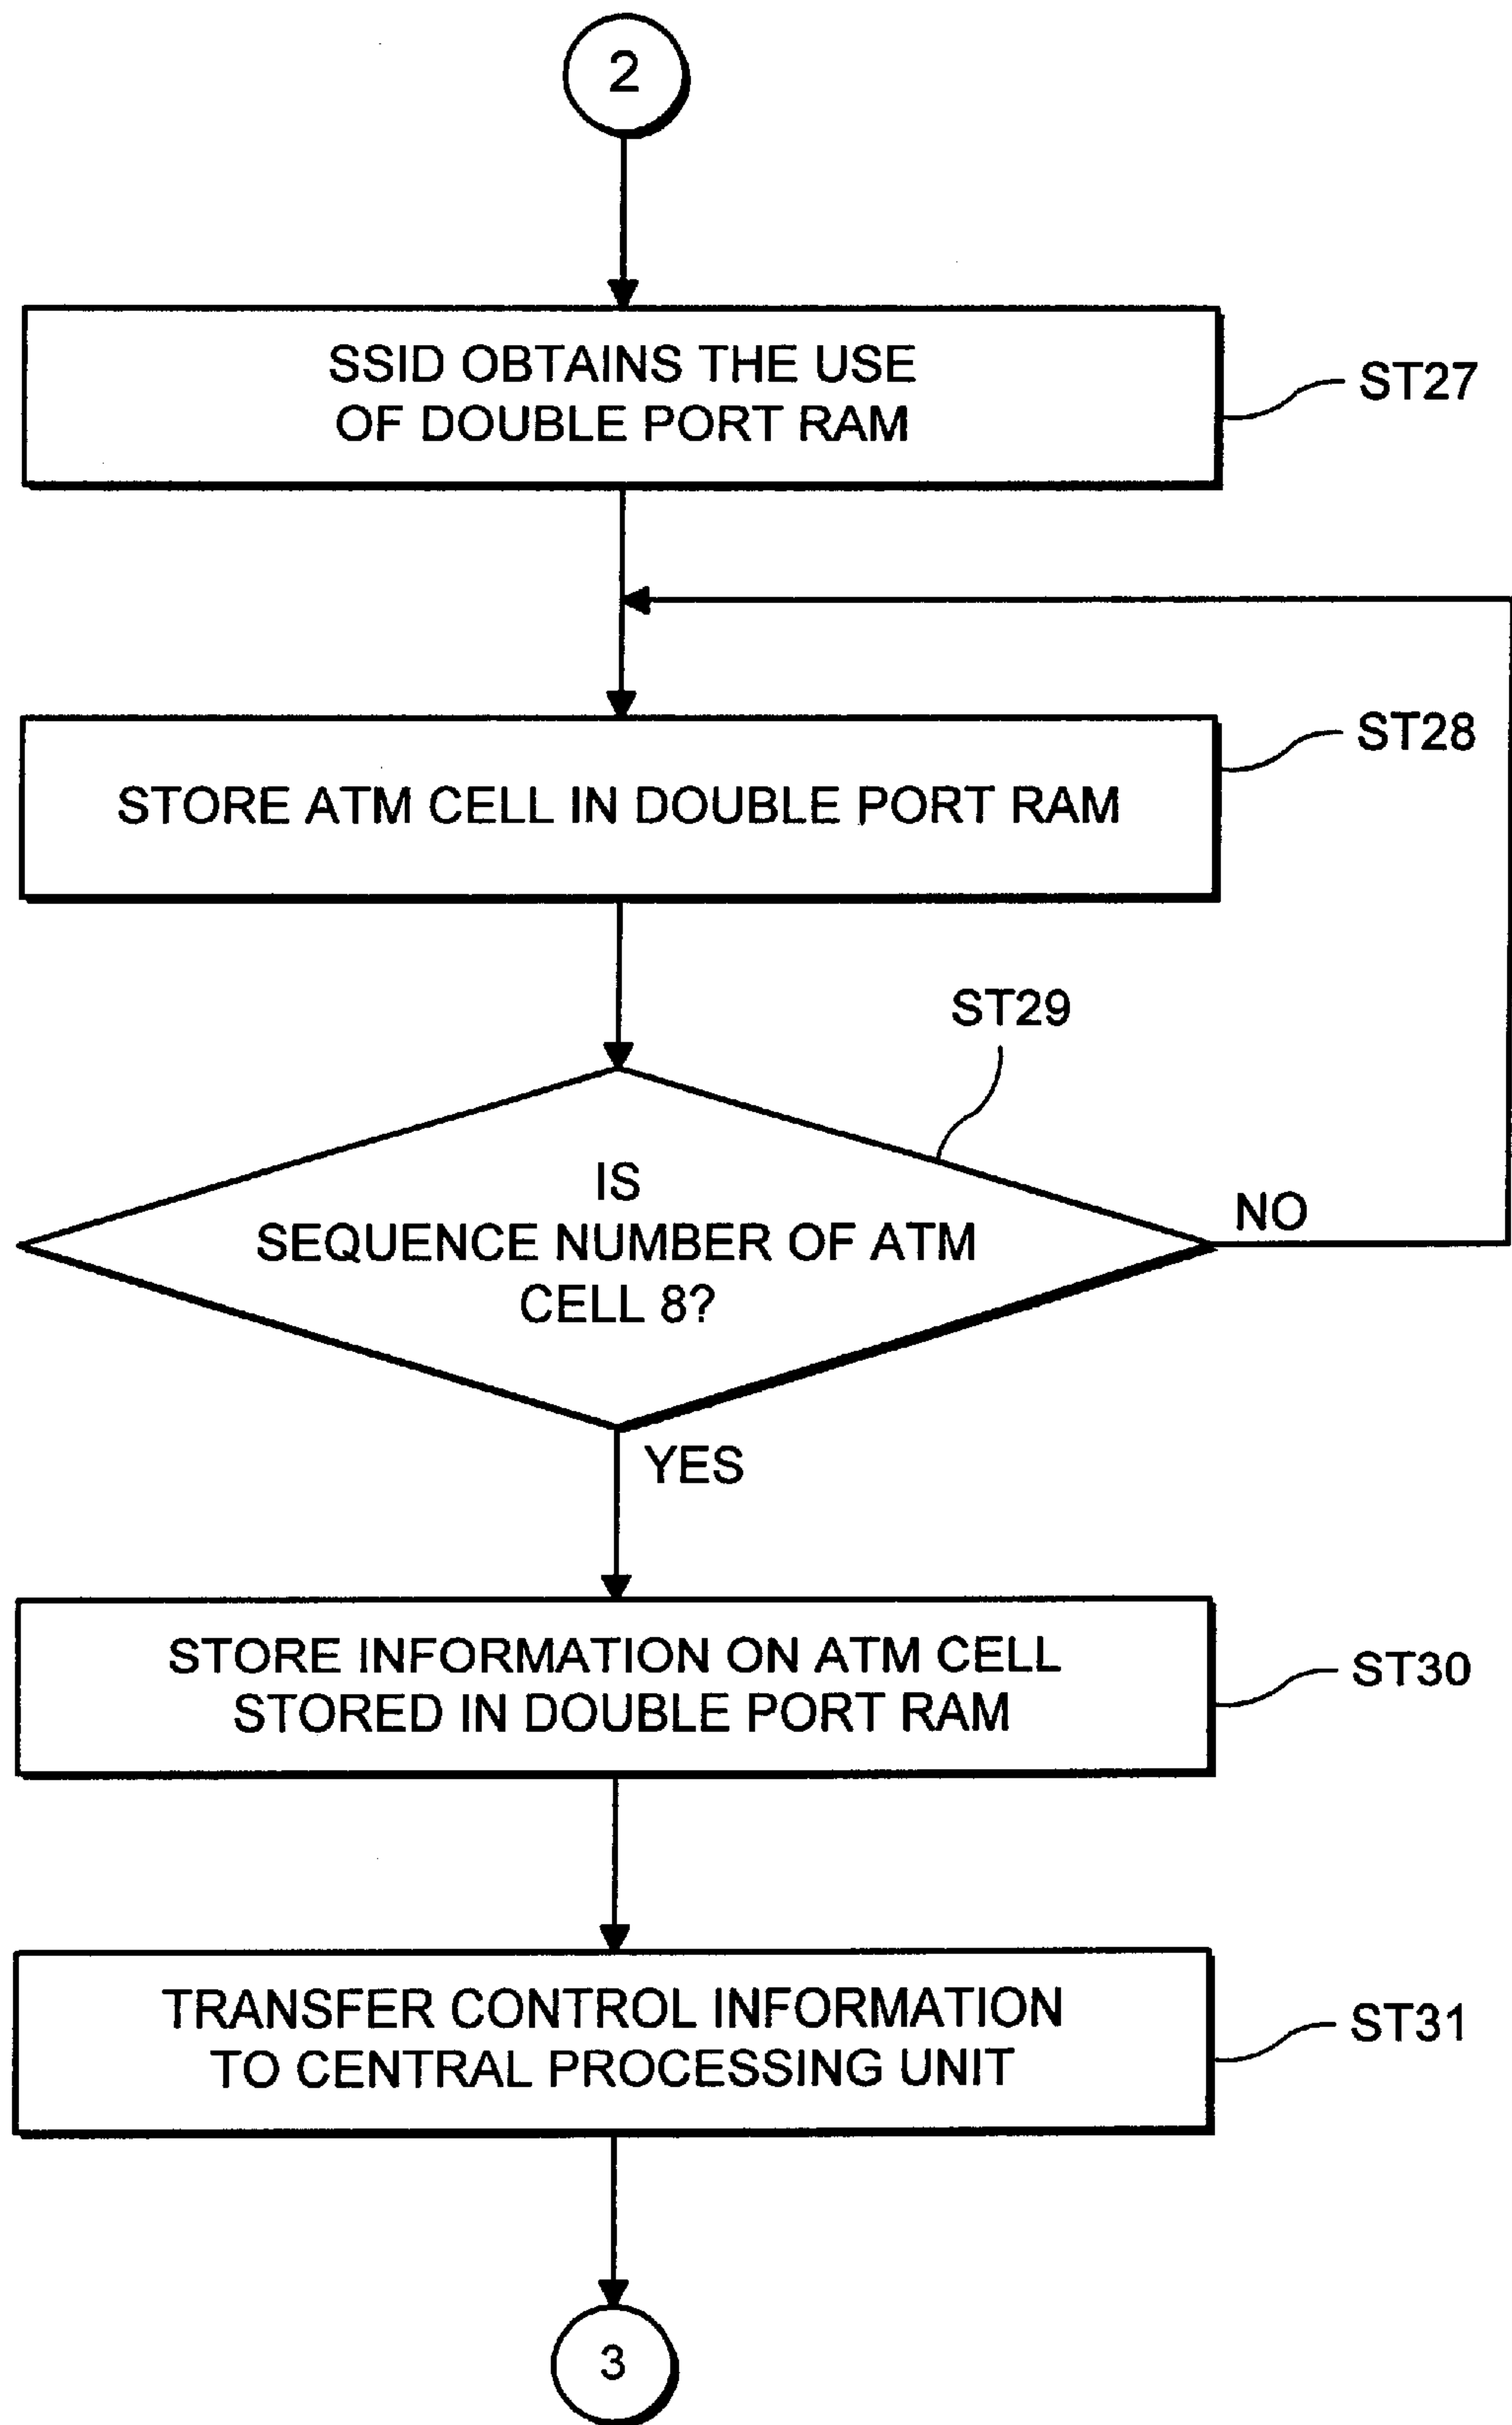 2
SSID OBTAINS THE USE
OF DOUBLE PORT RAM
ST27
ST28
STORE ATM CELL IN DOUBLE PORT RAM
ST29
IS
SEQUENCE NUMBER OF ATM
CELL 8?
NO
YES
STORE INFORMATION ON ATM CELL
STORED IN DOUBLE PORT RAM
ST30
TRANSFER CONTROL INFORMATION
TO CENTRAL PROCESSING UNIT
ST31
3